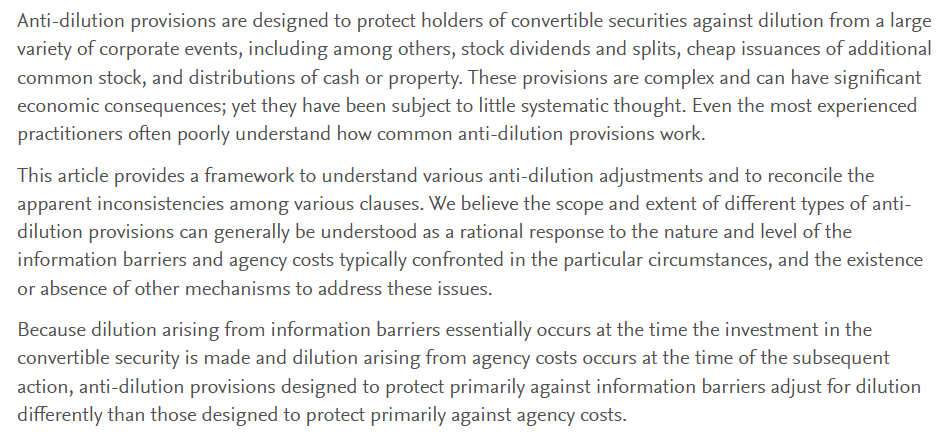 Anti-dilution provisions are designed to protect holders of convertible securities against dilution from a large
variety of corporate events, including among others, stock dividends and splits, cheap issuances of additional
common stock, and distributions of cash or property. These provisions are complex and can have significant
economic consequences; yet they have been subject to little systematic thought. Even the most experienced
practitioners often poorly understand how common anti-dilution provisions work.
This article provides a framework to understand various anti-dilution adjustments and to reconcile the
apparent inconsistencies among various clauses. We believe the scope and extent of different types of anti-
dilution provisions can generally be understood as a rational response to the nature and level of the
information barriers and agency costs typically confronted in the particular circumstances, and the existence
or absence of other mechanisms to address these issues.
Because dilution arising from information barriers essentially occurs at the time the investment in the
convertible security is made and dilution arising from agency costs occurs at the time of the subsequent
action, anti-dilution provisions designed to protect primarily against information barriers adjust for dilution
differently than those designed to protect primarily against agency costs.